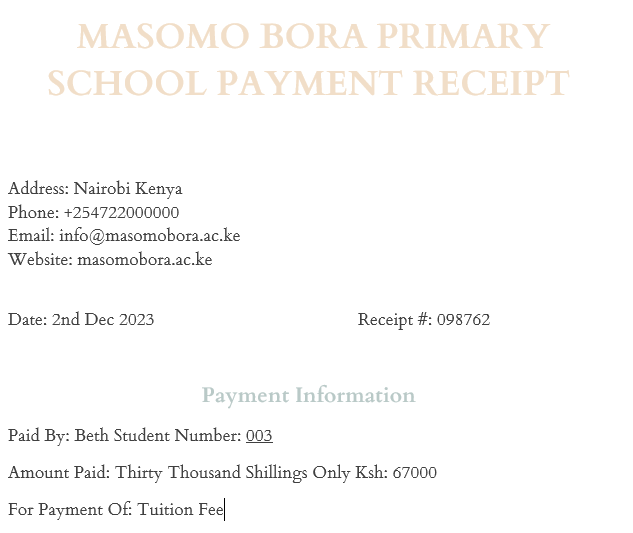 MASOMO BORA PRIMARY
SCHOOL PAYMENT RECEIPT
Address: Nairobi Kenya
Phone: +254722000000
Email: info@masomobora.ac.ke
Website: masomobora.ac.ke
Date: 2nd Dec 2023 Receipt #: 098762
Payment Information
Paid By: Beth Student Number: 003
Amount Paid: Thirty Thousand Shillings Only Ksh: 67000
For Payment Of: Tuition Fee